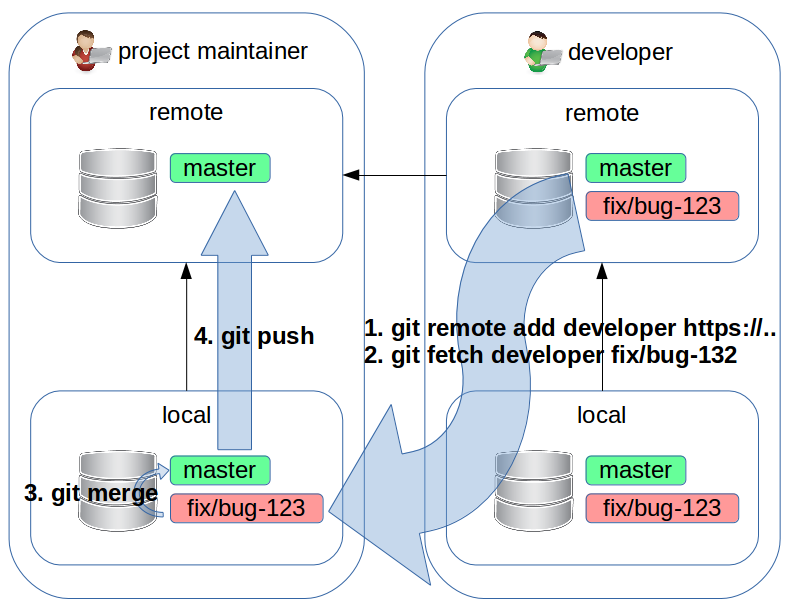 project maintainer
remote
master
4. git push
local
master
3. git merge
fix/bug-123
developer
remote
master
fix/bug-123
1. git remote add developer https://..
2. git fetch developer fix/bug-132
local
master
fix/bug-123